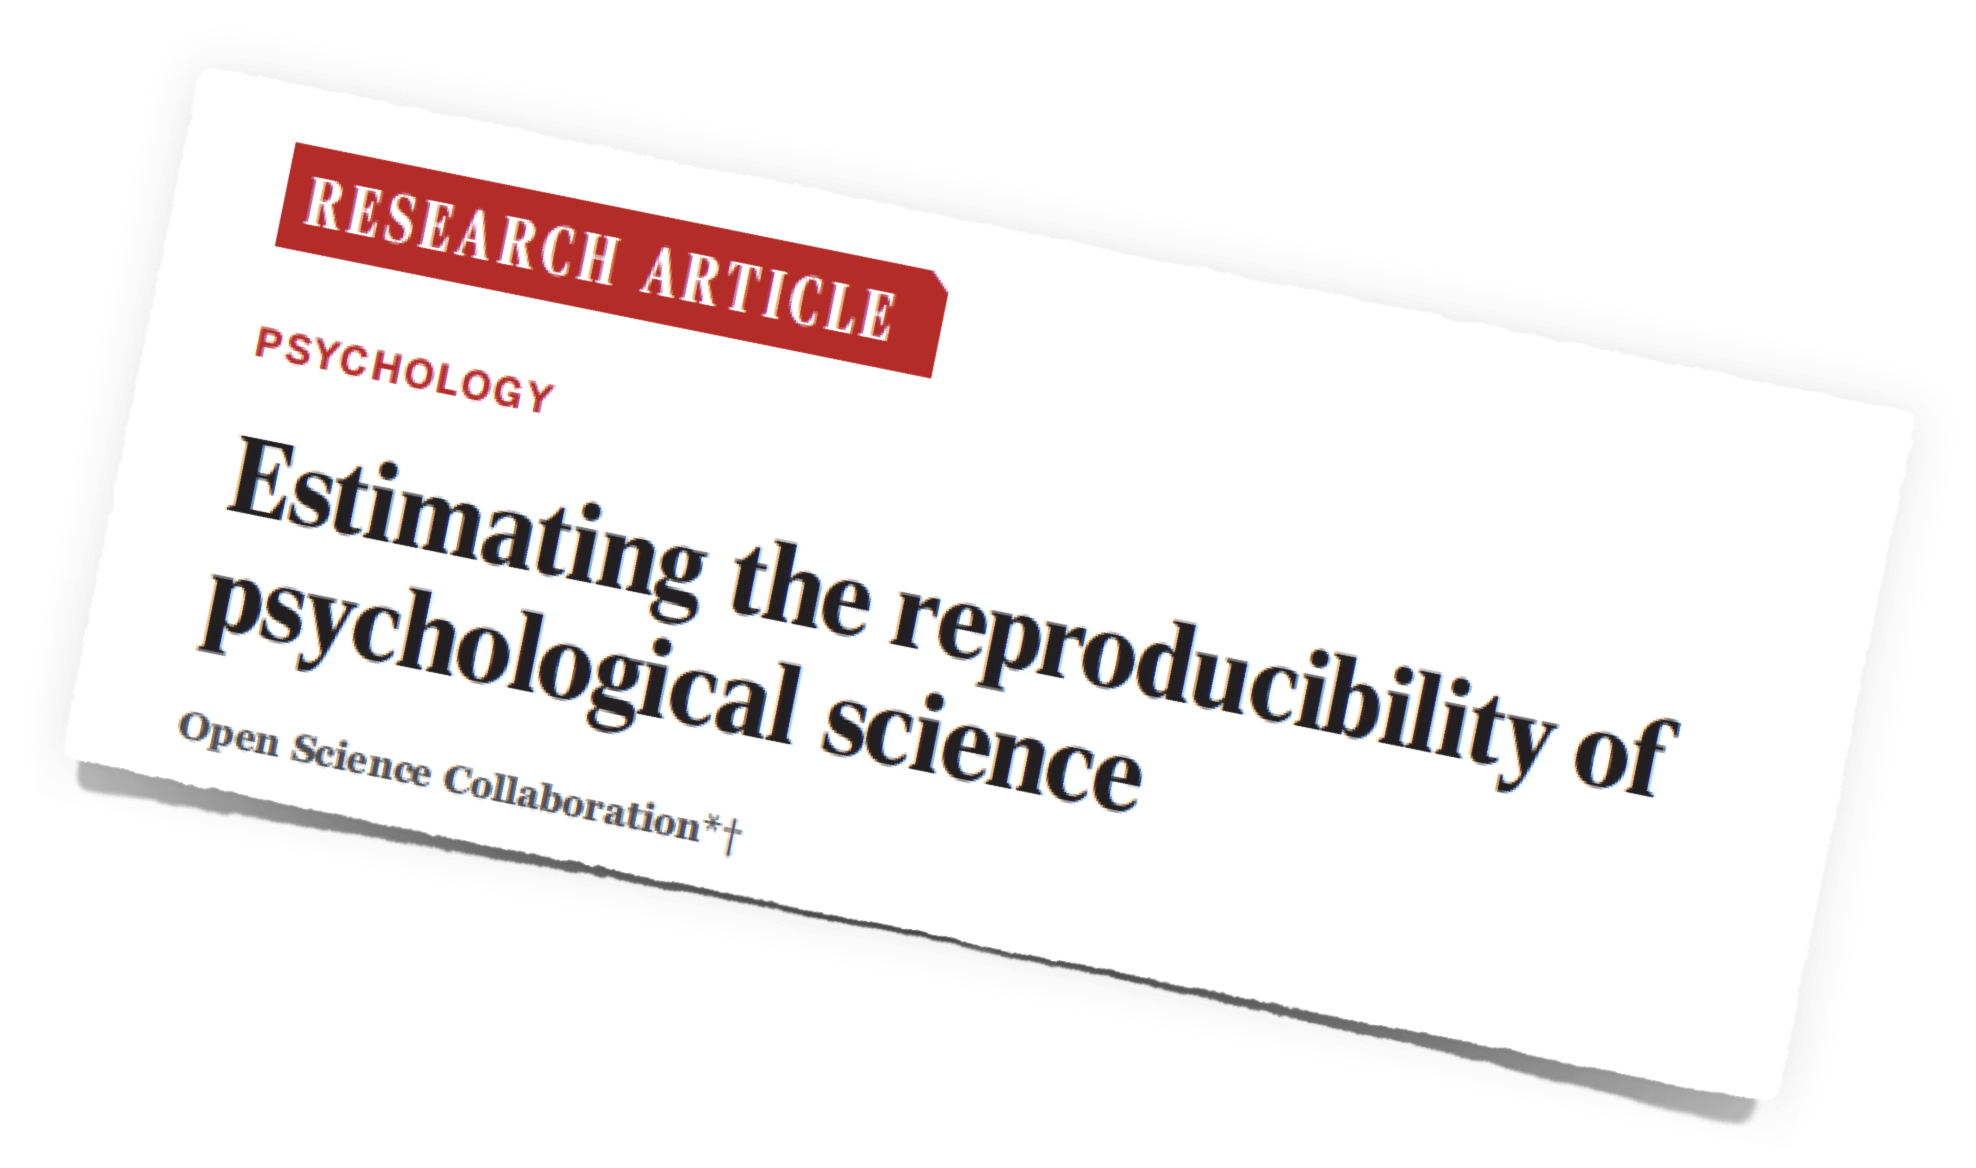 RESEARCH ARTICLE
PSYCHOLOGY
Estimating the reproducibility of
psychological science
Open Science Collaboration*†